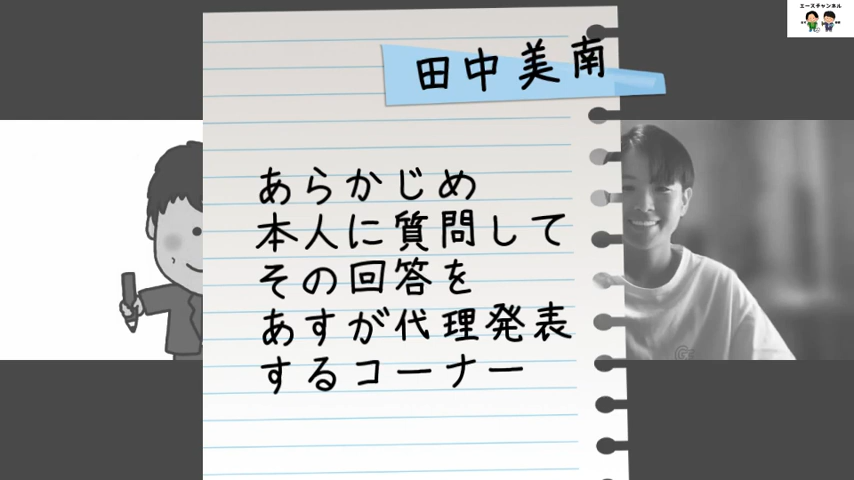 エースチャンネル
田中美南
あらかじめ
本人に質問して
その回答を
あすが代理発表
するコーナー